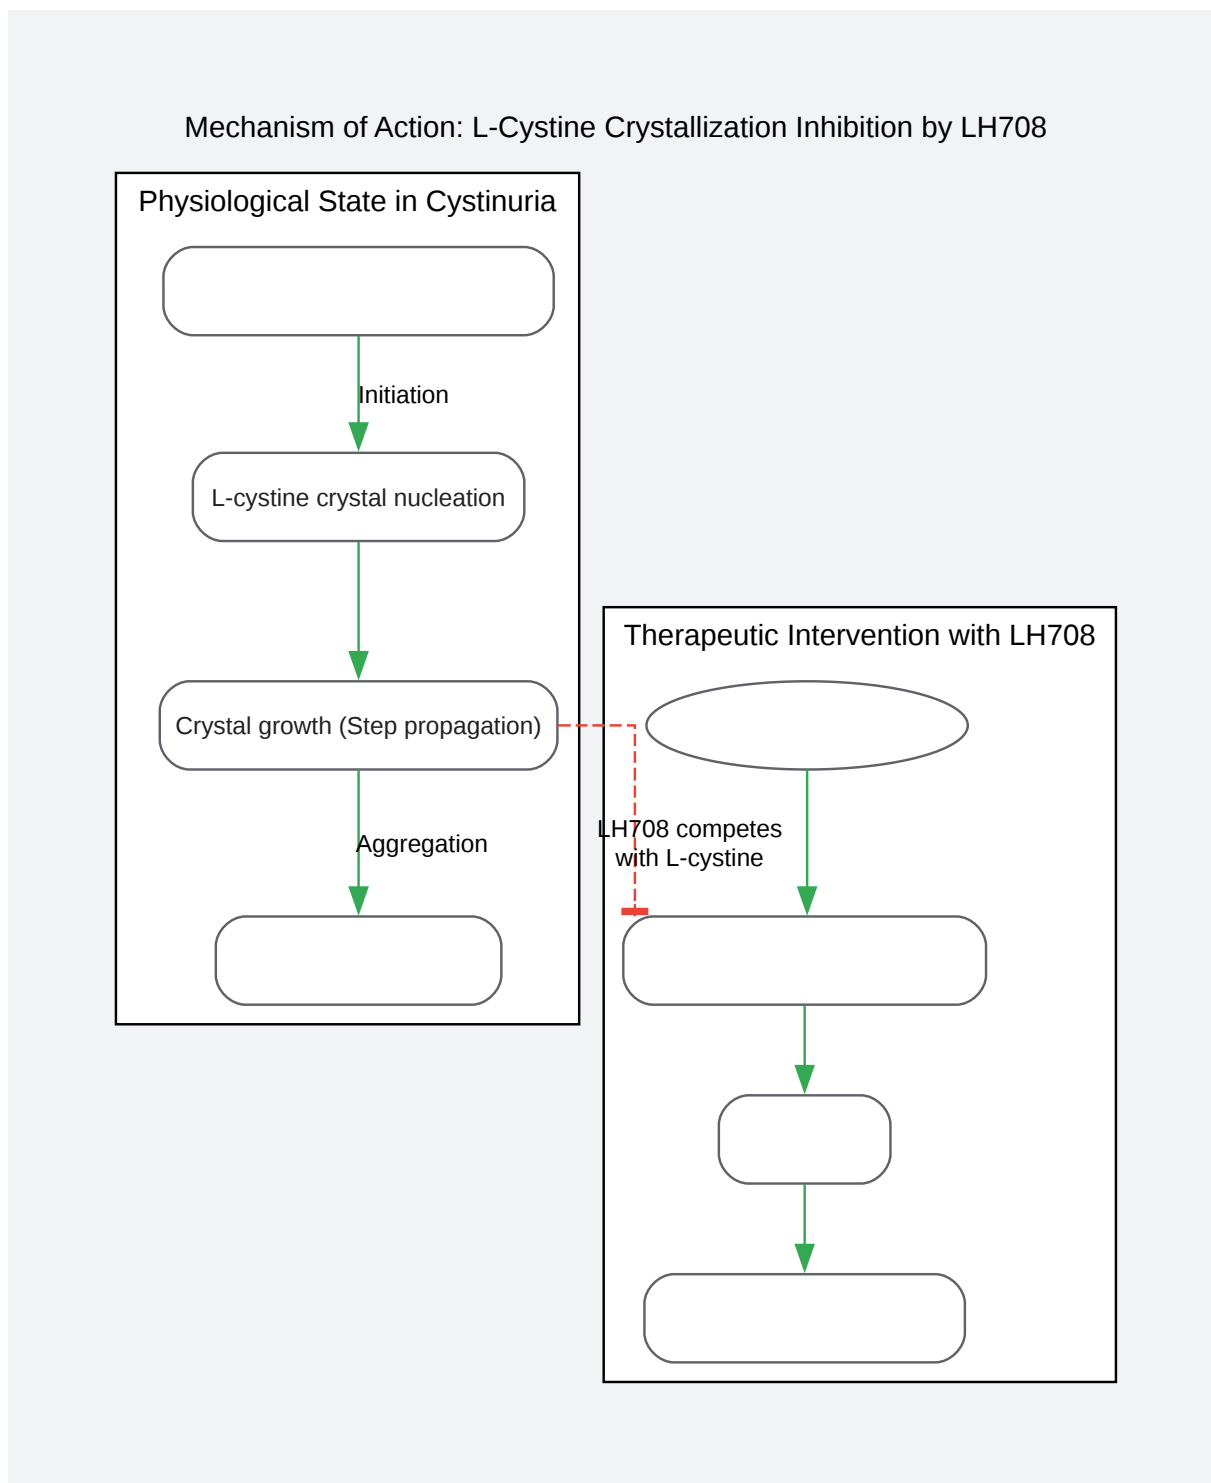 Mechanism of Action: L-Cystine Crystallization Inhibition by LH708
Physiological State in Cystinuria
Initiation
L-cystine crystal nucleation
Crystal growth (Step propagation)
Aggregation
Therapeutic Intervention with LH708
LH708 competes
with L-cystine